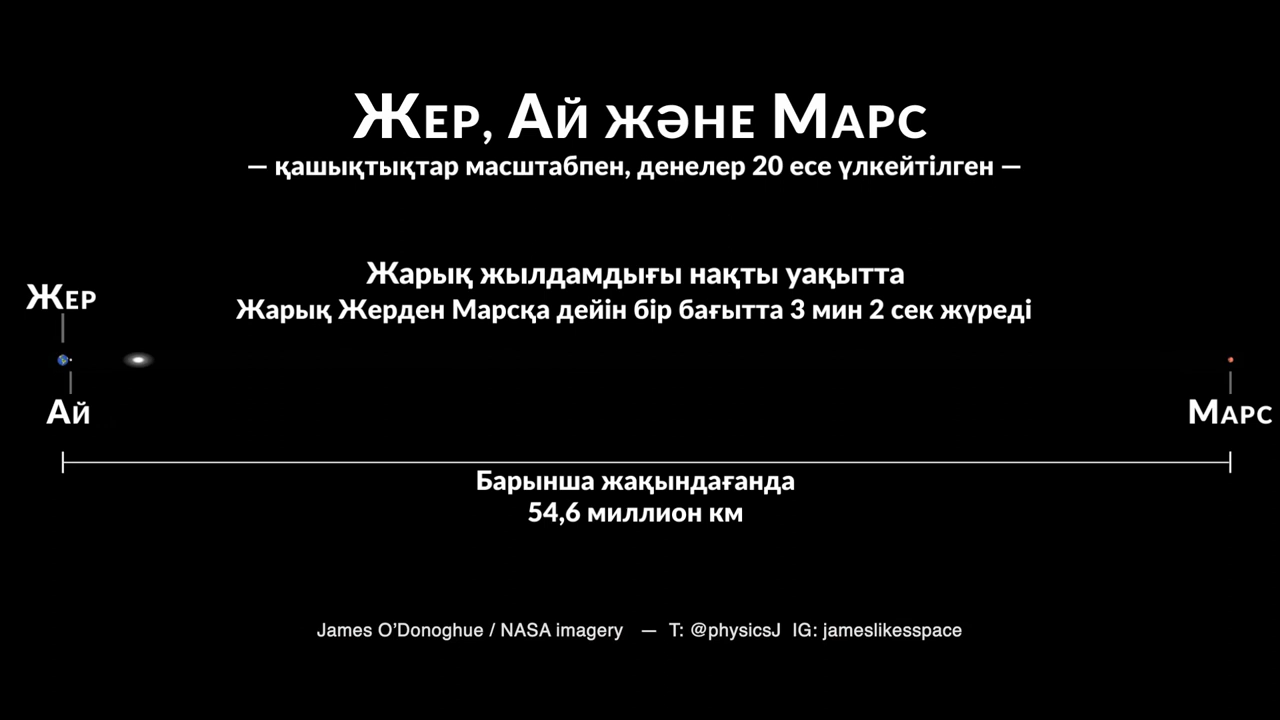 Жер, Ай және Марс
— қашықтықтар масштабпен, денелер 20 есе үлкейтілген —
Жарық жылдамдығы нақты уақытта
Жарық Жерден Марсқа дейін бір бағытта 3 мин 2 сек жүреді
Жер
Ай
Марс
Барынша жақындағанда
54,6 миллион км
James O’Donoghue / NASA imagery — T: @physicsJ IG: jameslikesspace